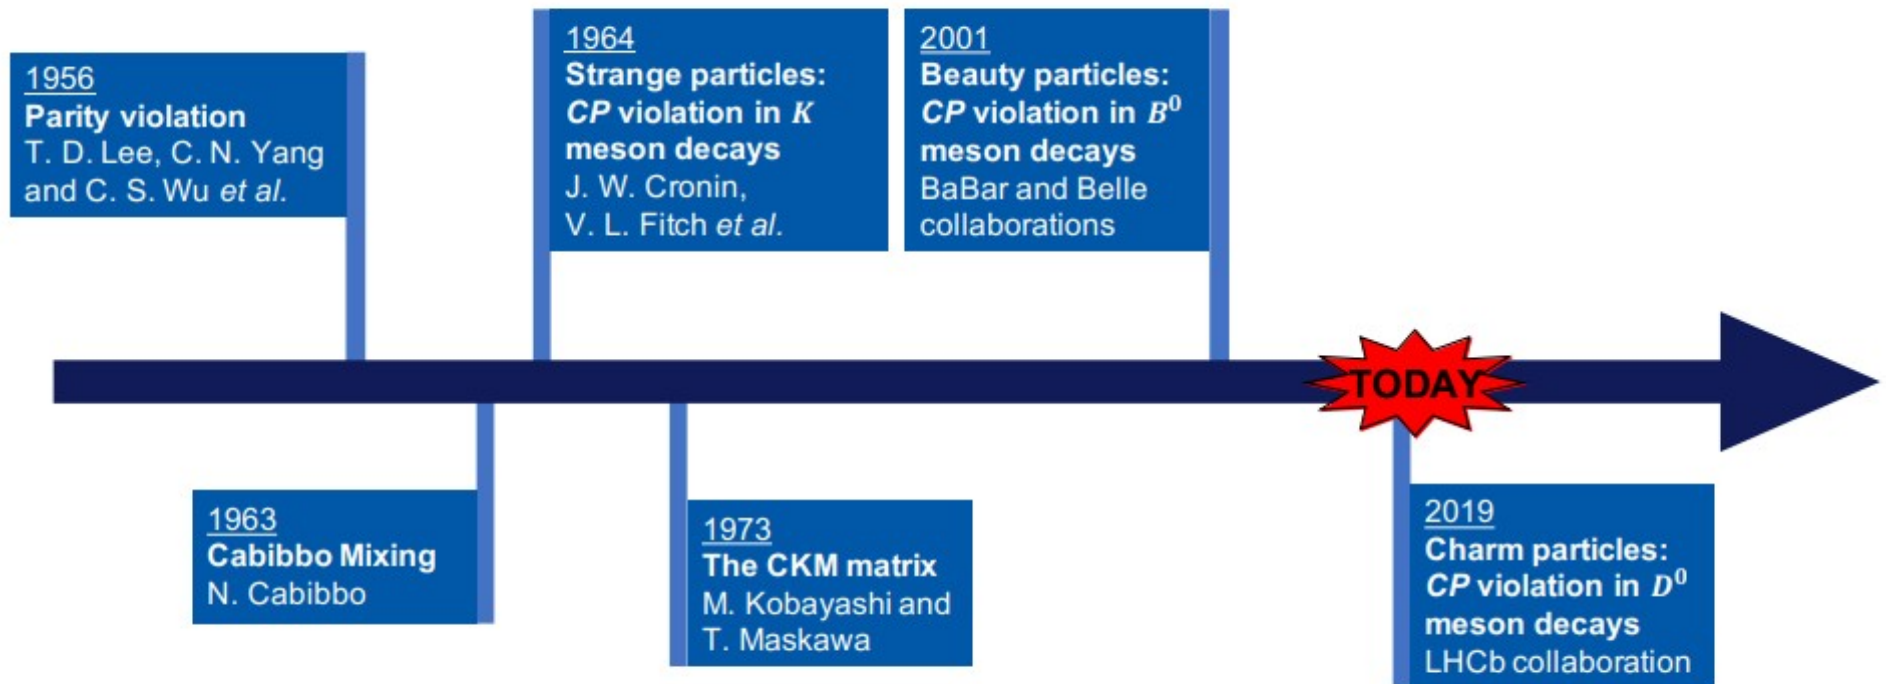 1956
Parity violation
T. D. Lee, C. N. Yang
and C. S. Wu et al.
1964
Strange particles:
CP violation in K
meson decays
J. W. Cronin,
V. L. Fitch et al.
2001
Beauty particles:
CP violation in B⁰
meson decays
BaBar and Belle
collaborations
TODAY
1963
Cabibbo Mixing
N. Cabibbo
1973
The CKM matrix
M. Kobayashi and
T. Maskawa
2019
Charm particles:
CP violation in D⁰
meson decays
LHCb collaboration